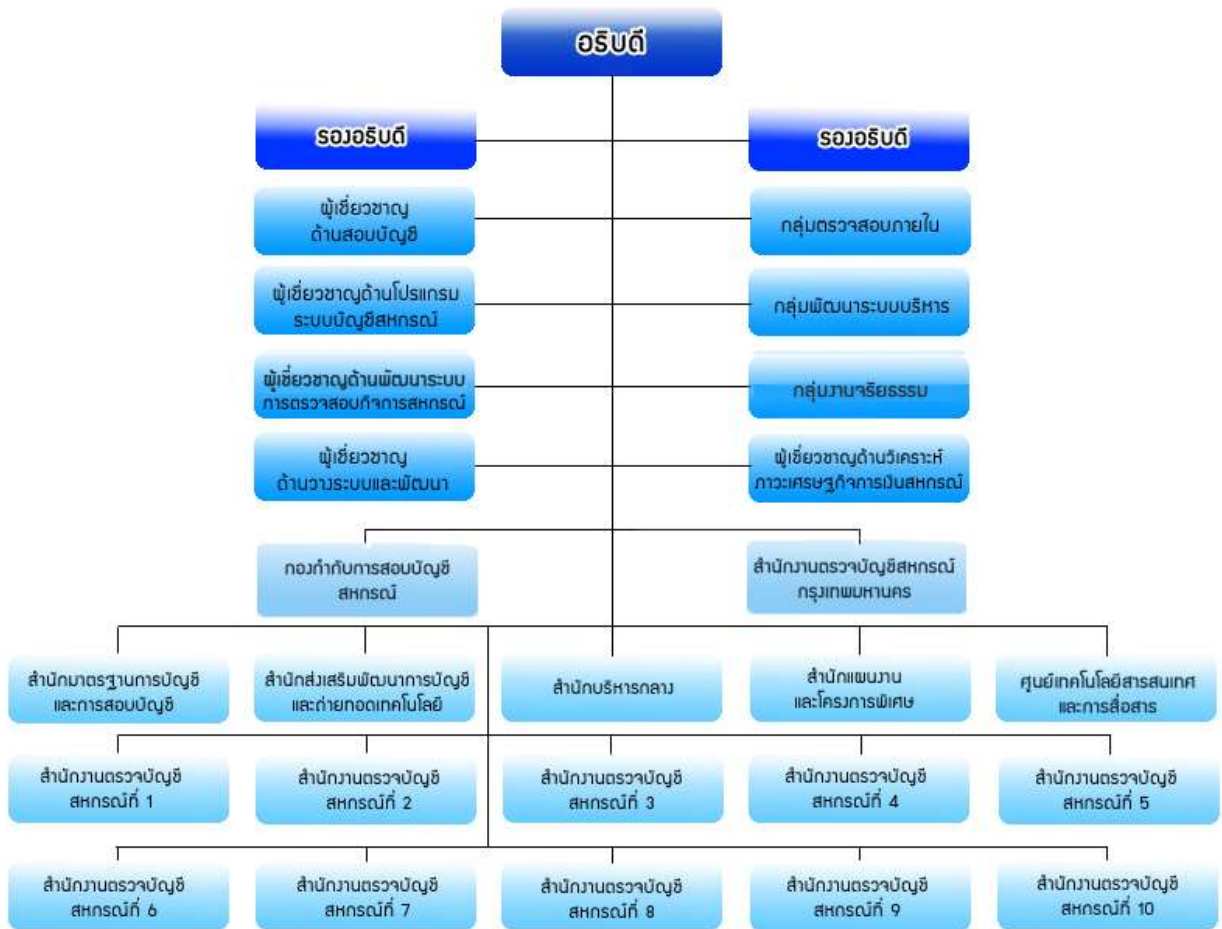 อธิบดี
รองอธิบดี
รองอธิบดี
ผู้เชี่ยวชาญ
ด้านสอบบัญชี
กลุ่มตรวจสอบภายใน
ผู้เชี่ยวชาญด้านโปรแกรม
ระบบบัญชีสหกรณ์
กลุ่มพัฒนาระบบบริหาร
ผู้เชี่ยวชาญด้านพัฒนาระบบ
การตรวจสอบกิจการสหกรณ์
กลุ่มงานจริยธรรม
ผู้เชี่ยวชาญ
ด้านวางระบบและพัฒนา
ผู้เชี่ยวชาญด้านวิเคราะห์
ภาวะเศรษฐกิจการเงินสหกรณ์
กองกำกับการสอบบัญชี
สหกรณ์
สำนักงานตรวจบัญชีสหกรณ์
กรุงเทพมหานคร
สำนักมาตรฐานการบัญชี
และการสอบบัญชี
สำนักส่งเสริมพัฒนาการบัญชี
และถ่ายทอดเทคโนโลยี
สำนักบริหารกลาง
สำนักแผนงาน
และโครงการพิเศษ
ศูนย์เทคโนโลยีสารสนเทศ
และการสื่อสาร
สำนักงานตรวจบัญชี
สหกรณ์ที่ 1
สำนักงานตรวจบัญชี
สหกรณ์ที่ 2
สำนักงานตรวจบัญชี
สหกรณ์ที่ 3
สำนักงานตรวจบัญชี
สหกรณ์ที่ 4
สำนักงานตรวจบัญชี
สหกรณ์ที่ 5
สำนักงานตรวจบัญชี
สหกรณ์ที่ 6
สำนักงานตรวจบัญชี
สหกรณ์ที่ 7
สำนักงานตรวจบัญชี
สหกรณ์ที่ 8
สำนักงานตรวจบัญชี
สหกรณ์ที่ 9
สำนักงานตรวจบัญชี
สหกรณ์ที่ 10